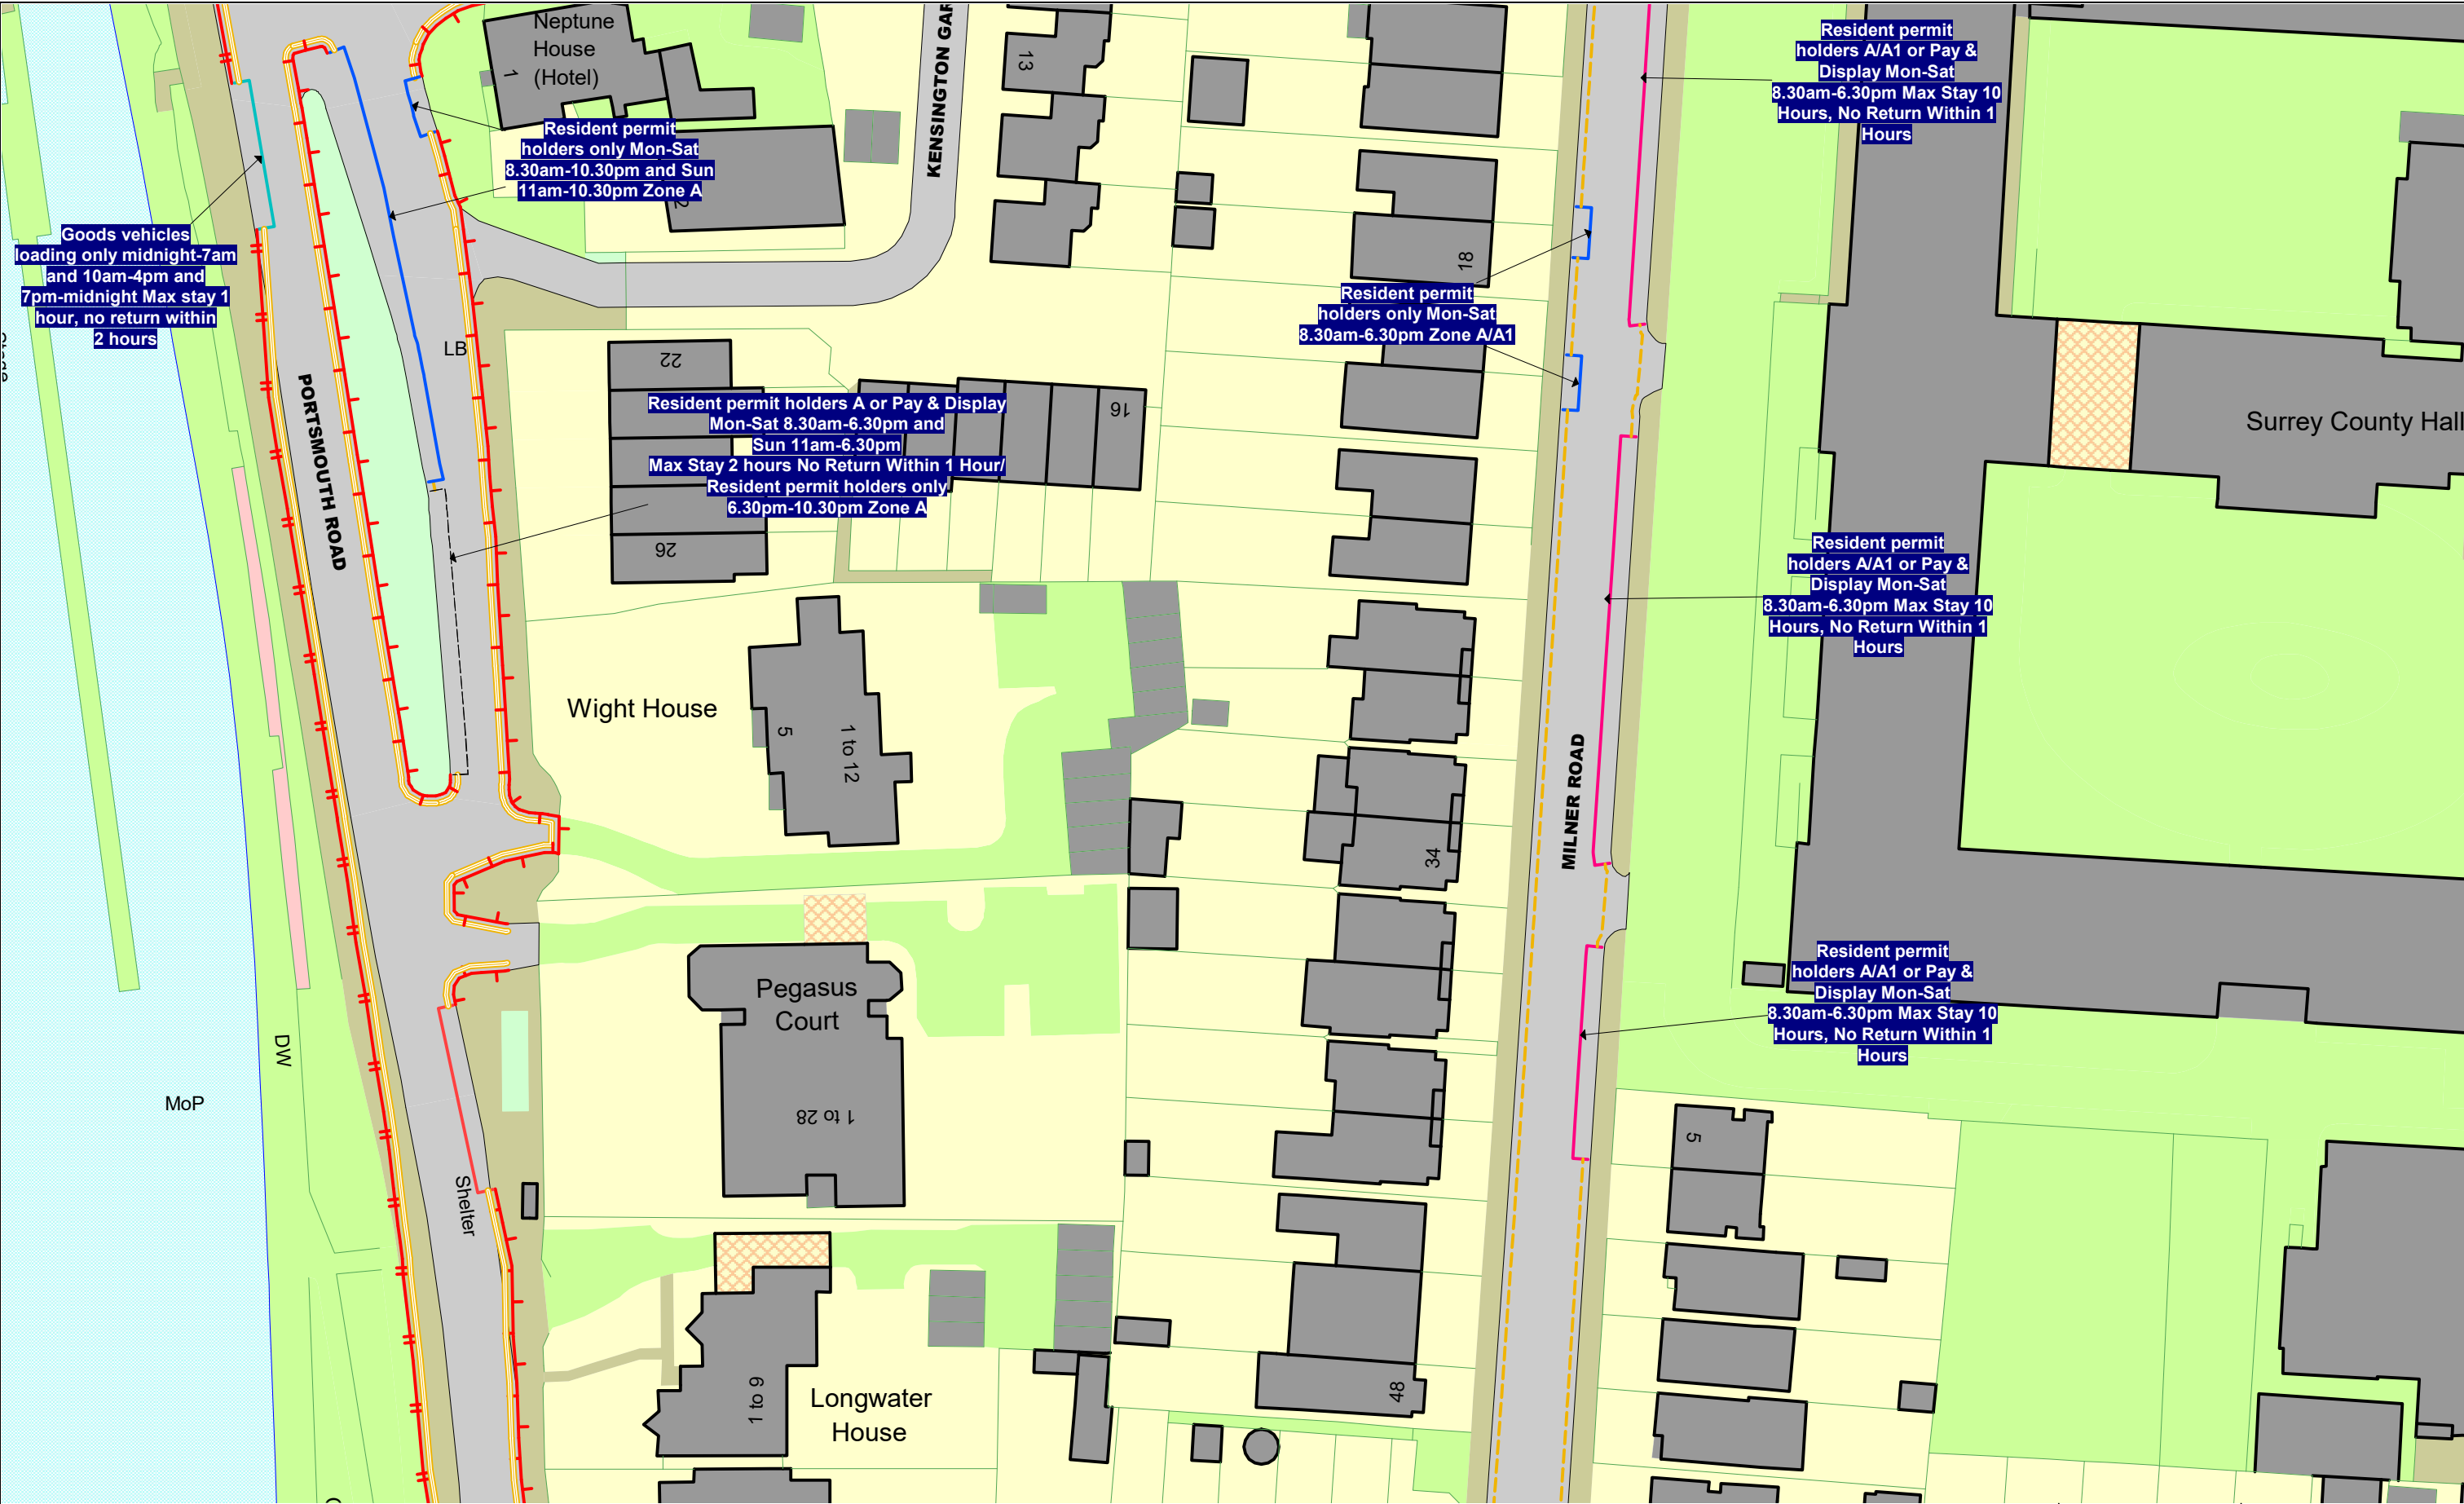 Neptune
House
(Hotel)
1
KENSINGTON GAR
13
Resident permit
holders A/A1 or Pay &
Display Mon-Sat
8.30am-6.30pm Max Stay 10
Hours, No Return Within 1
Hours
Resident permit
holders only Mon-Sat
8.30am-10.30pm and Sun
11am-10.30pm Zone A
Goods vehicles
loading only midnight-7am
and 10am-4pm and
7pm-midnight Max stay 1
hour, no return within
2 hours
18
Resident permit
holders only Mon-Sat
8.30am-6.30pm Zone A/A1
LB
22
PORTSMOUTH ROAD
Resident permit holders A or Pay & Display
Mon-Sat 8.30am-6.30pm and
Sun 11am-6.30pm
Max Stay 2 hours No Return Within 1 Hour/
Resident permit holders only
6.30pm-10.30pm Zone A
16
26
Surrey County Hall
Resident permit
holders A/A1 or Pay &
Display Mon-Sat
8.30am-6.30pm Max Stay 10
Hours, No Return Within 1
Hours
Wight House
5
1 to 12
MILNER ROAD
34
Resident permit
holders A/A1 or Pay &
Display Mon-Sat
8.30am-6.30pm Max Stay 10
Hours, No Return Within 1
Hours
Pegasus
Court
1 to 28
DW
MoP
Shelter
5
1 to 9
Longwater
House
48